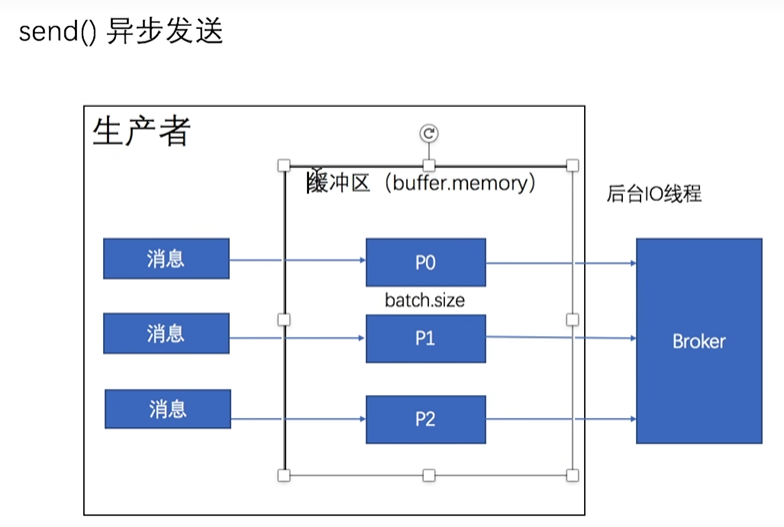 send() 异步发送
生产者
缓冲区（buffer.memory）
后台IO线程
消息
P0
batch.size
消息
P1
Broker
消息
P2